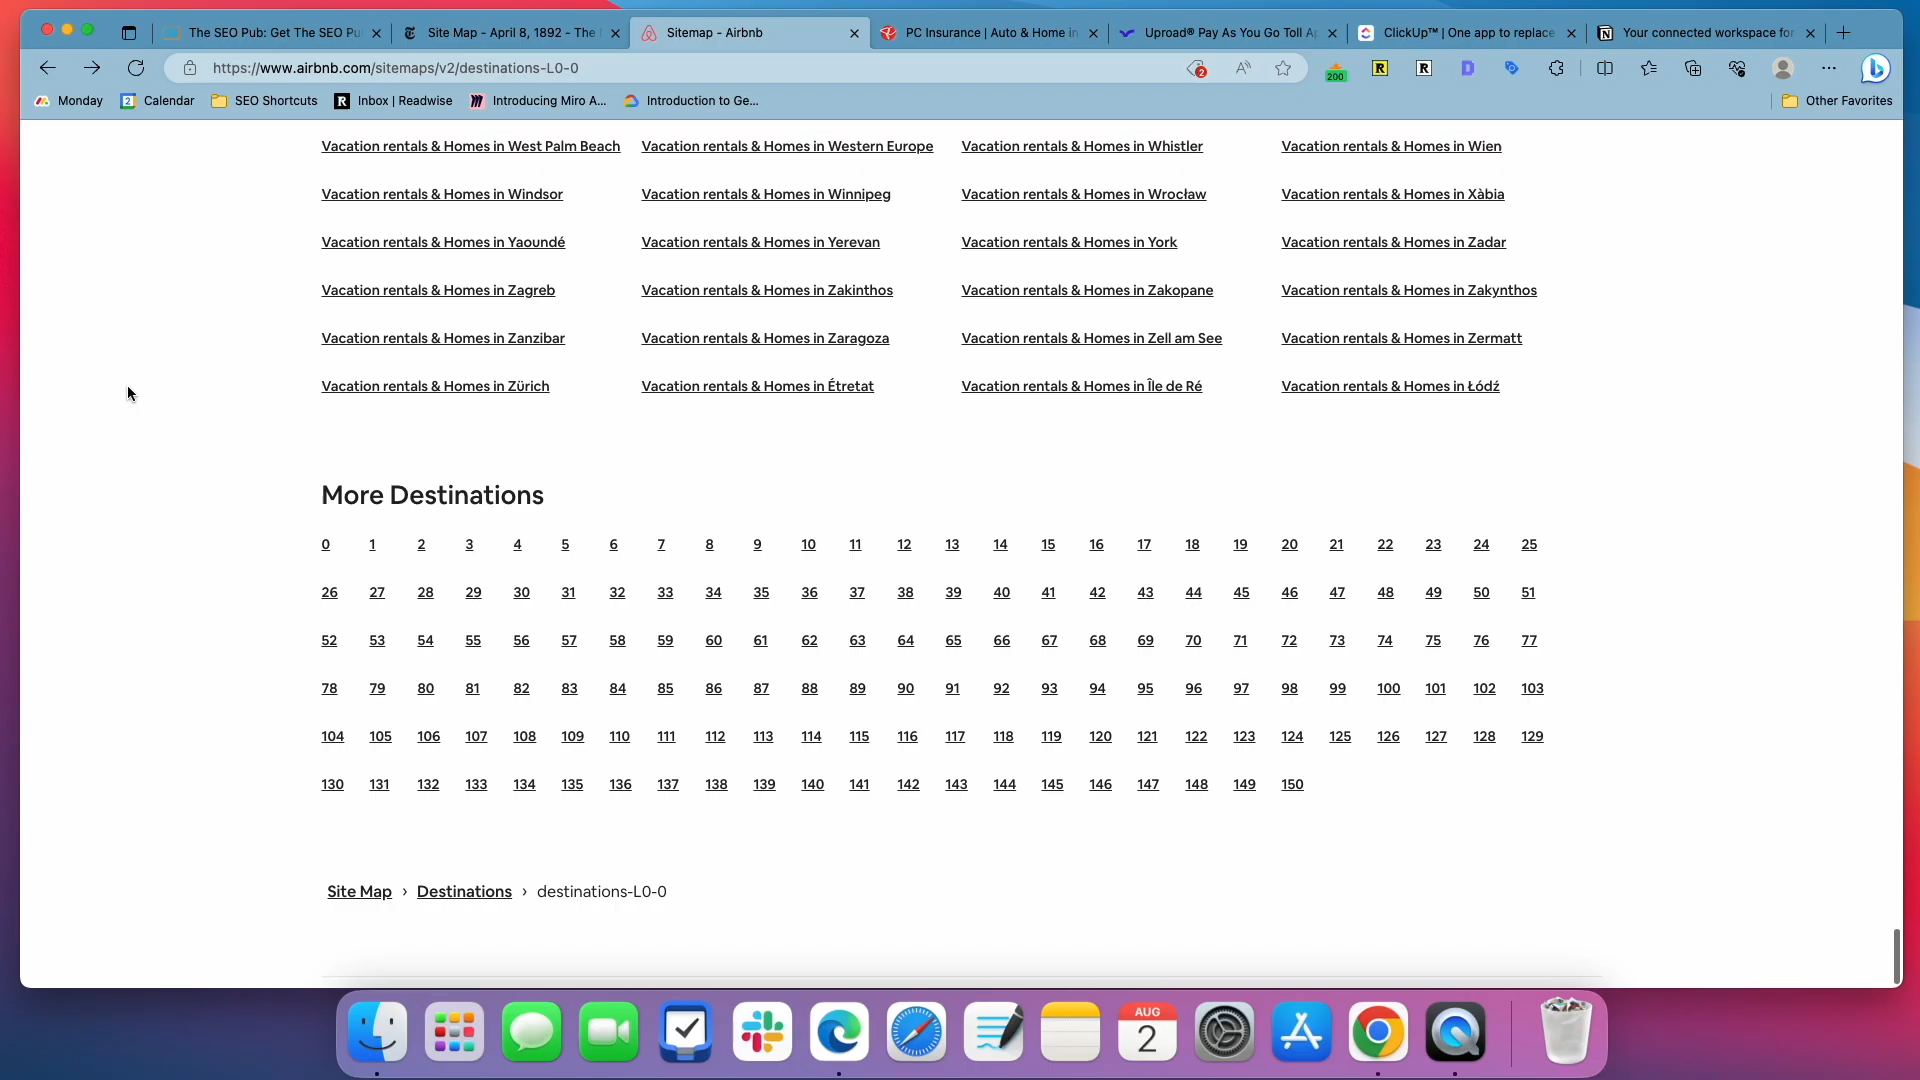 The SEO Pub: Get The SEO Pu
Site Map - April 8, 1892 - The
Sitemap - Airbnb
PC Insurance | Auto & Home in
Uproad® Pay As You Go Toll A
ClickUp™ | One app to replace
Your connected workspace for
https://www.airbnb.com/sitemaps/v2/destinations-L0-0
2
200
Monday
Calendar
SEO Shortcuts
Inbox | Readwise
Introducing Miro A...
Introduction to Ge...
Other Favorites
Vacation rentals & Homes in West Palm Beach Vacation rentals & Homes in Western Europe Vacation rentals & Homes in Whistler Vacation rentals & Homes in Wien
Vacation rentals & Homes in Windsor Vacation rentals & Homes in Winnipeg Vacation rentals & Homes in Wrocław Vacation rentals & Homes in Xàbia
Vacation rentals & Homes in Yaoundé Vacation rentals & Homes in Yerevan Vacation rentals & Homes in York Vacation rentals & Homes in Zadar
Vacation rentals & Homes in Zagreb Vacation rentals & Homes in Zakinthos Vacation rentals & Homes in Zakopane Vacation rentals & Homes in Zakynthos
Vacation rentals & Homes in Zanzibar Vacation rentals & Homes in Zaragoza Vacation rentals & Homes in Zell am See Vacation rentals & Homes in Zermatt
Vacation rentals & Homes in Zürich Vacation rentals & Homes in Étretat Vacation rentals & Homes in Île de Ré Vacation rentals & Homes in Łódź
More Destinations
0 1 2 3 4 5 6 7 8 9 10 11 12 13 14 15 16 17 18 19 20 21 22 23 24 25
26 27 28 29 30 31 32 33 34 35 36 37 38 39 40 41 42 43 44 45 46 47 48 49 50 51
52 53 54 55 56 57 58 59 60 61 62 63 64 65 66 67 68 69 70 71 72 73 74 75 76 77
78 79 80 81 82 83 84 85 86 87 88 89 90 91 92 93 94 95 96 97 98 99 100 101 102 103
104 105 106 107 108 109 110 111 112 113 114 115 116 117 118 119 120 121 122 123 124 125 126 127 128 129
130 131 132 133 134 135 136 137 138 139 140 141 142 143 144 145 146 147 148 149 150
Site Map › Destinations › destinations-L0-0
AUG
2